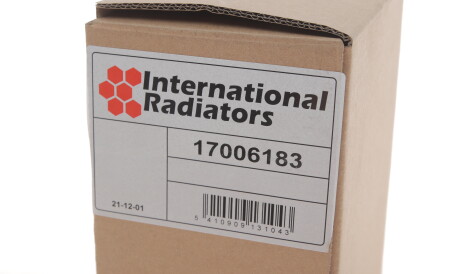 International
Radiators
17006183
21-12-01
5 410909 131043